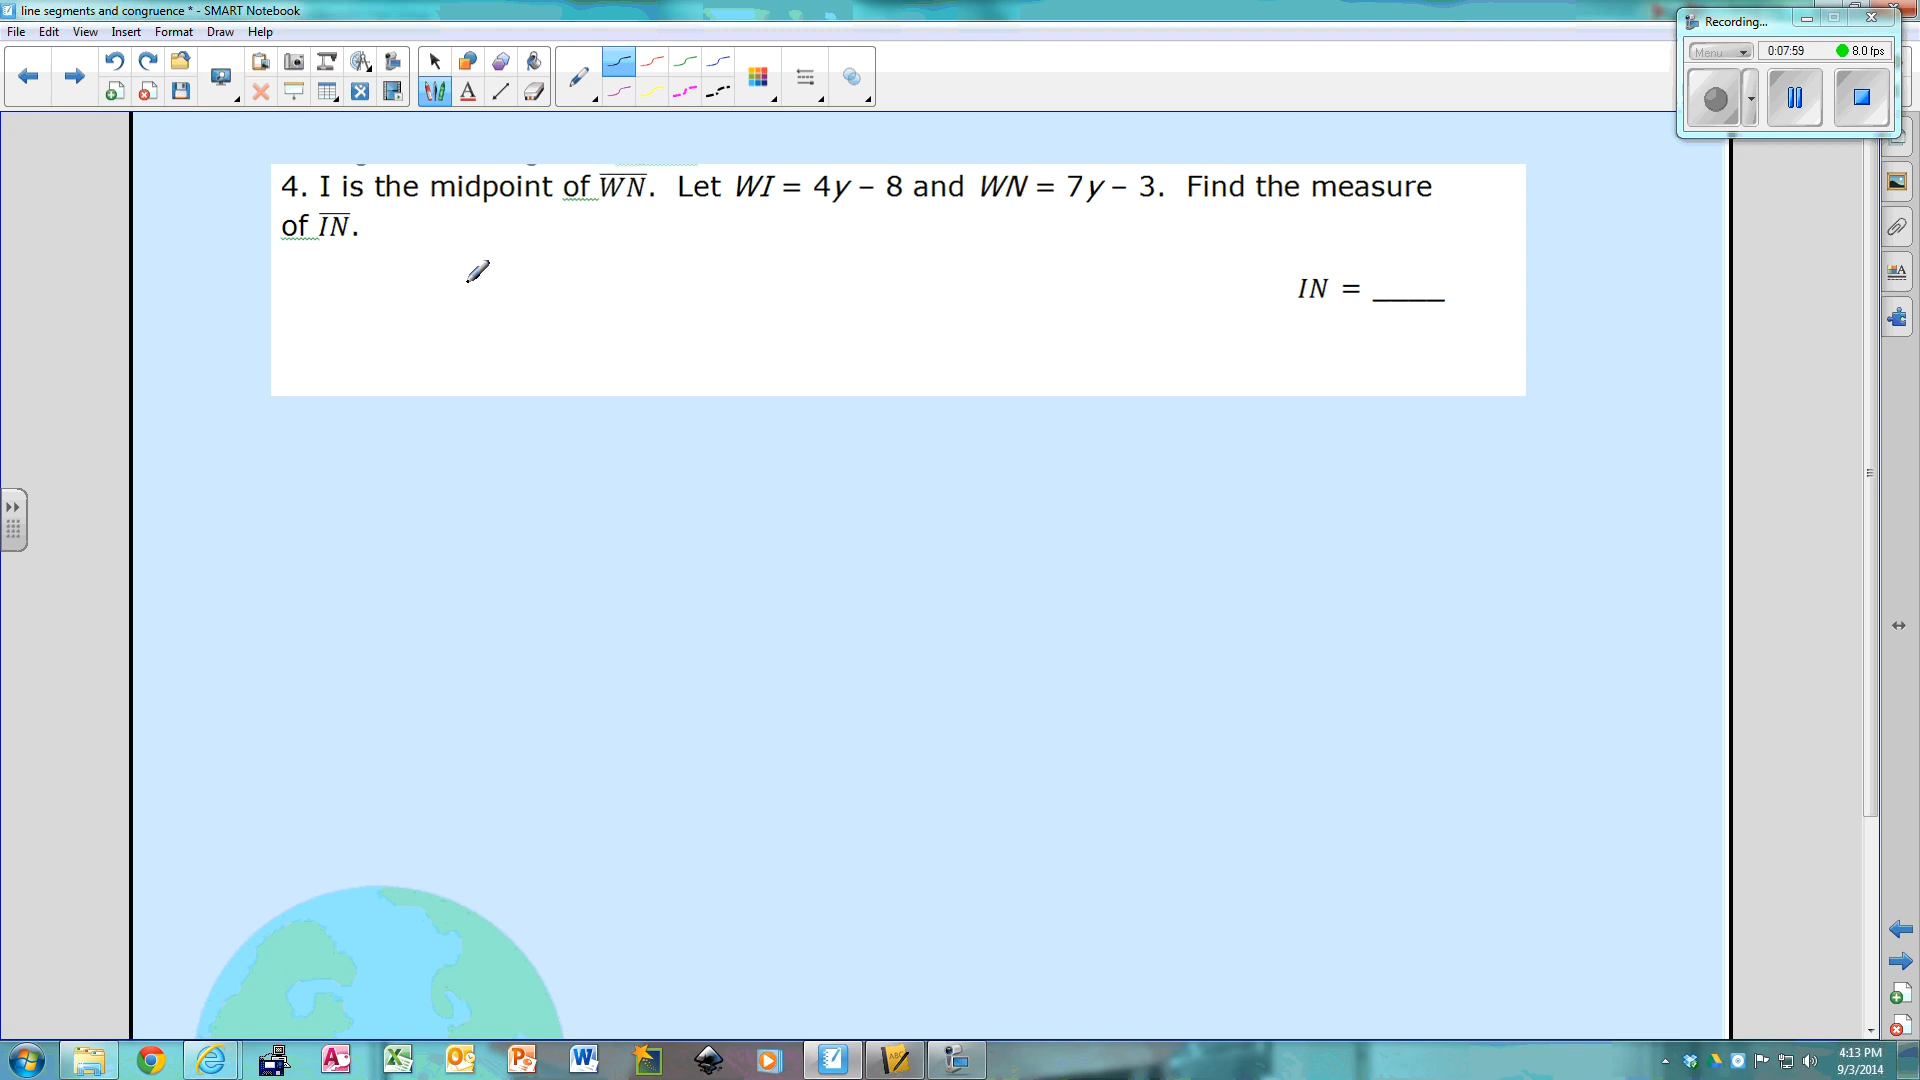 line segments and congruence * - SMART Notebook
File Edit View Insert Format Draw Help
Recording...
Menu 0:07:59 8.0 fps
4. I is the midpoint of WN. Let WI = 4y – 8 and WN = 7y – 3. Find the measure
of IN.
IN = ____
4:13 PM
9/3/2014